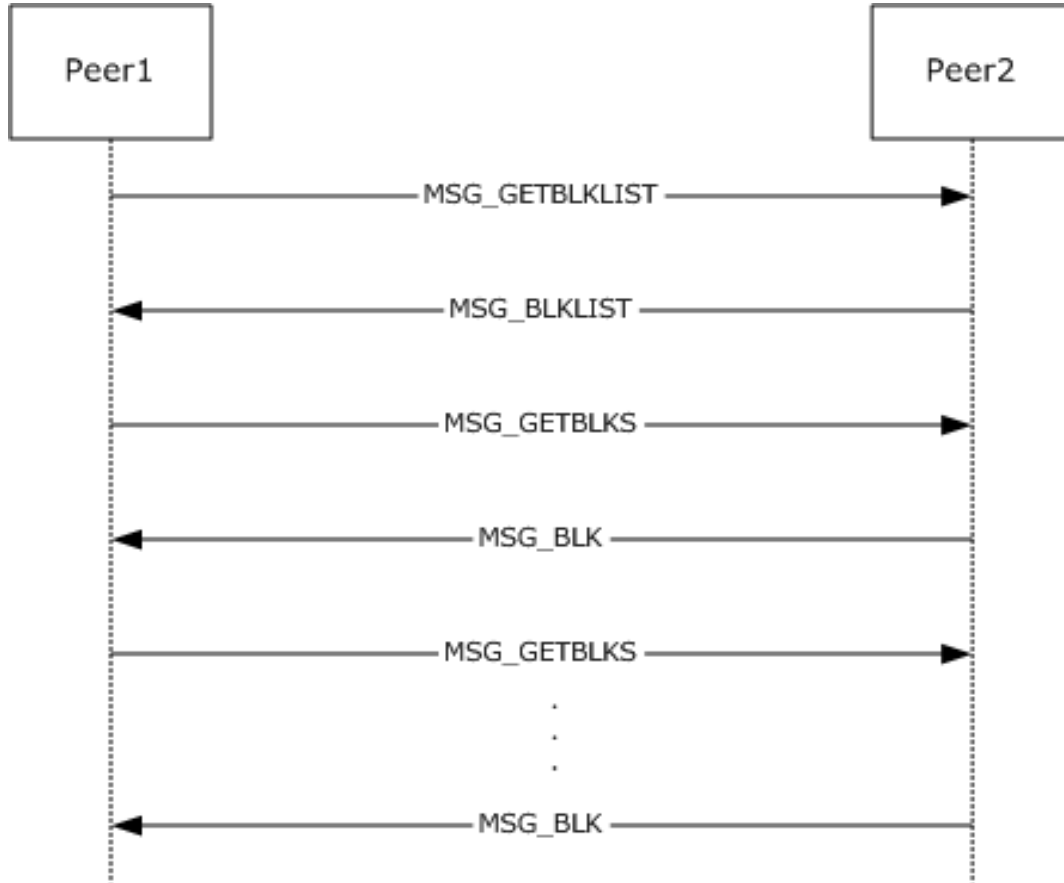 Peer1
Peer2
MSG_GETBLKLIST
MSG_BLKLIST
MSG_GETBLKS
MSG_BLK
MSG_GETBLKS
.
.
.
MSG_BLK